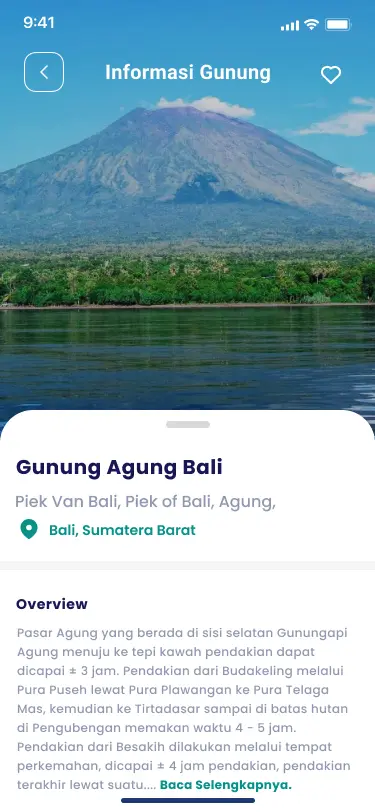 9:41
Informasi Gunung
Gunung Agung Bali
Piek Van Bali, Piek of Bali, Agung,
Bali, Sumatera Barat
Overview
Pasar Agung yang berada di sisi selatan Gunungapi
Agung menuju ke tepi kawah pendakian dapat
dicapai ± 3 jam. Pendakian dari Budakeling melalui
Pura Puseh lewat Pura Plawangan ke Pura Telaga
Mas, kemudian ke Tirtadasar sampai di batas hutan
di Pengubengan memakan waktu 4 - 5 jam.
Pendakian dari Besakih dilakukan melalui tempat
perkemahan, dicapai ± 4 jam pendakian, pendakian
terakhir lewat suatu.... Baca Selengkapnya.